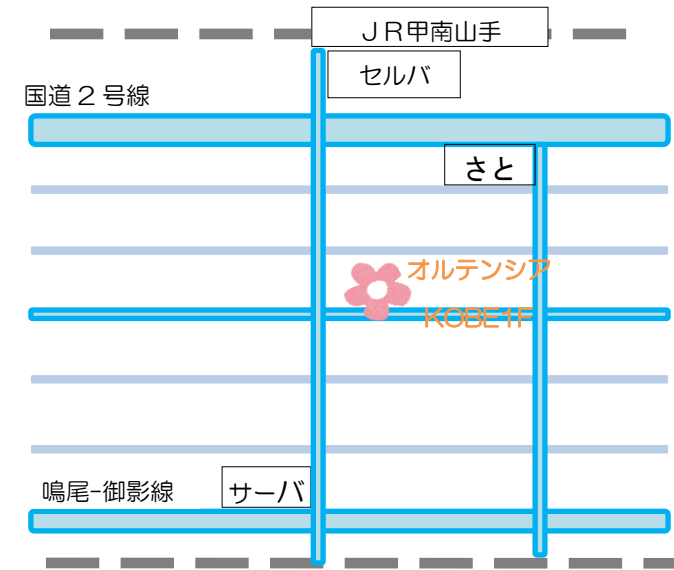 ＪＲ甲南山手
セルバ
国道２号線
さと
オルテンシア
KOBE1F
鳴尾-御影線
サーバ